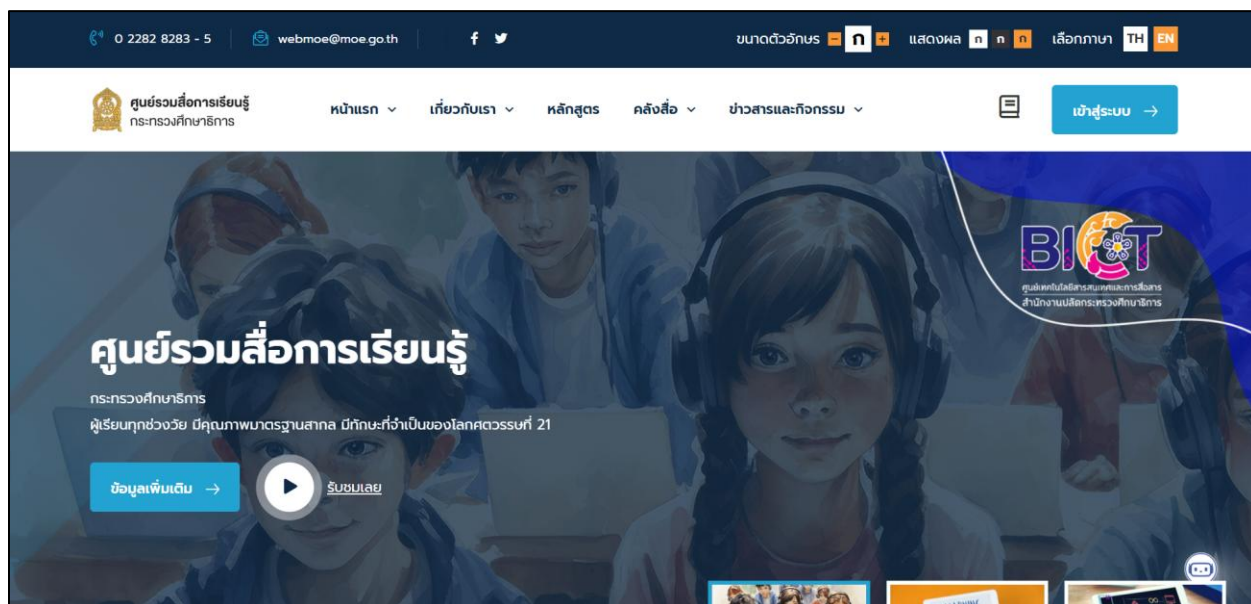 0 2282 8283 - 5
webmoe@moe.go.th
ขนาดตัวอักษร - ก +
แสดงผล ก ก ก
เลือกภาษา TH EN
ศูนย์รวมสื่อการเรียนรู้
กระทรวงศึกษาธิการ
หน้าแรก
เกี่ยวกับเรา
หลักสูตร
คลังสื่อ
ข่าวสารและกิจกรรม
เข้าสู่ระบบ →
BICT
ศูนย์เทคโนโลยีสารสนเทศและการสื่อสาร
สำนักงานปลัดกระทรวงศึกษาธิการ
ศูนย์รวมสื่อการเรียนรู้
กระทรวงศึกษาธิการ
ผู้เรียนทุกช่วงวัย มีคุณภาพมาตรฐานสากล มีทักษะที่จำเป็นของโลกศตวรรษที่ 21
ข้อมูลเพิ่มเติม →
รับชมเลย